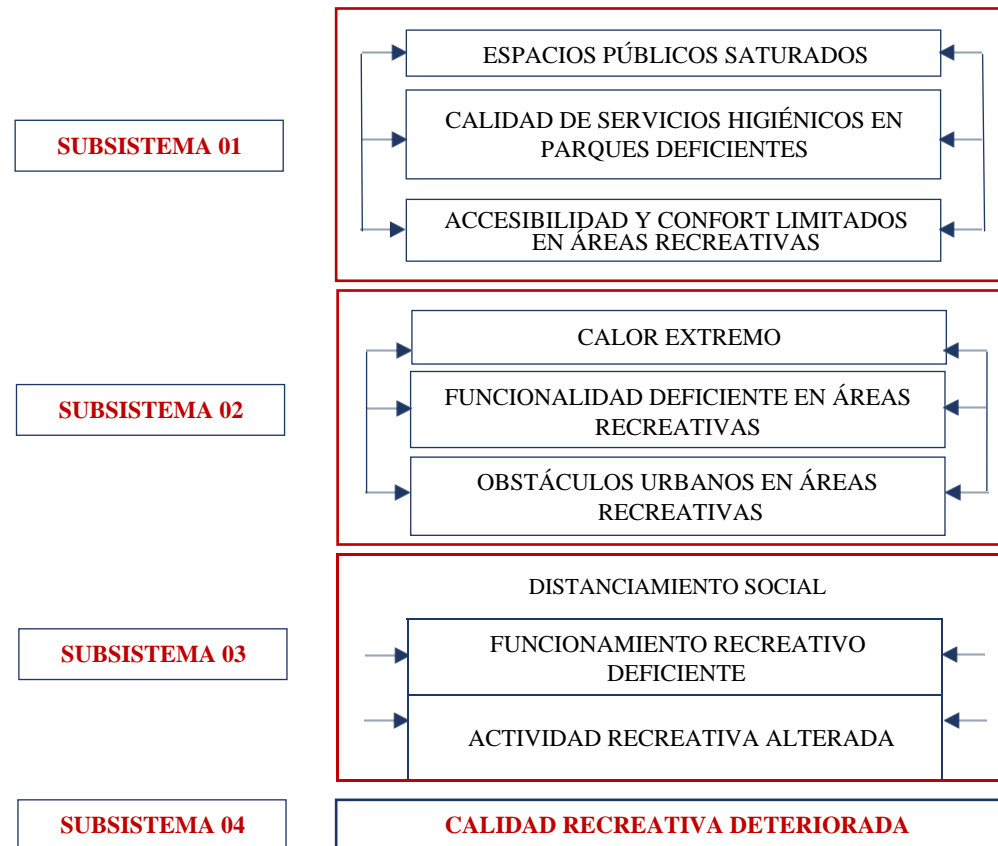 SUBSISTEMA 01
ESPACIOS PÚBLICOS SATURADOS
CALIDAD DE SERVICIOS HIGIÉNICOS EN
PARQUES DEFICIENTES
ACCESIBILIDAD Y CONFORT LIMITADOS
EN ÁREAS RECREATIVAS
SUBSISTEMA 02
CALOR EXTREMO
FUNCIONALIDAD DEFICIENTE EN ÁREAS
RECREATIVAS
OBSTÁCULOS URBANOS EN ÁREAS
RECREATIVAS
SUBSISTEMA 03
DISTANCIAMIENTO SOCIAL
FUNCIONAMIENTO RECREATIVO
DEFICIENTE
ACTIVIDAD RECREATIVA ALTERADA
SUBSISTEMA 04
CALIDAD RECREATIVA DETERIORADA